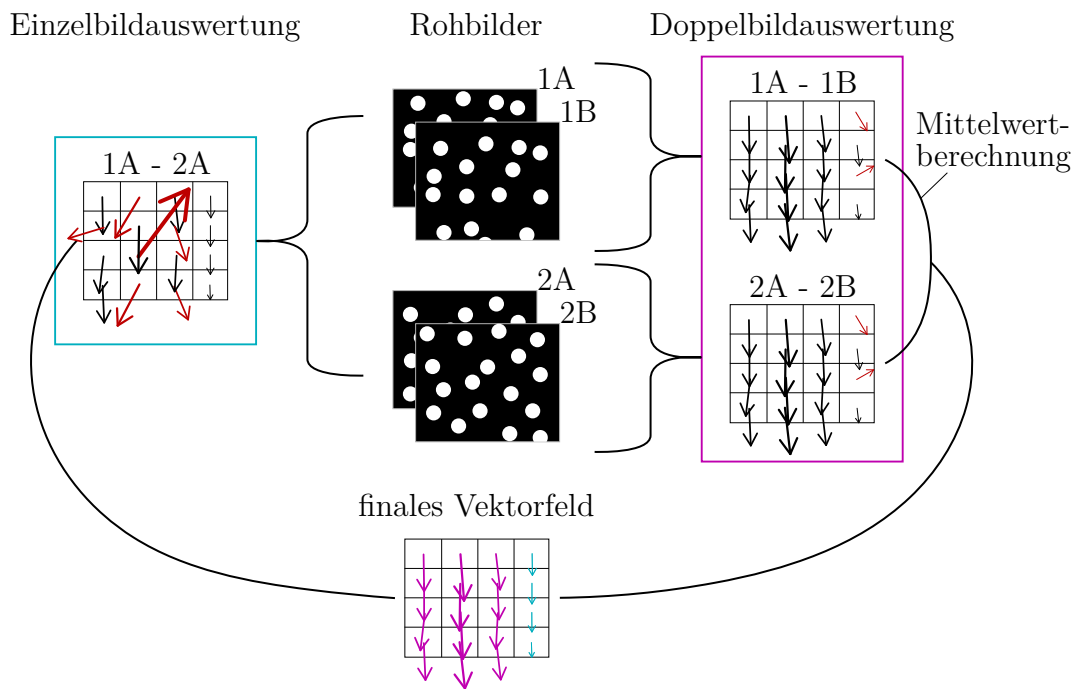 Einzelbildauswertung
Rohbilder
Doppelbildauswertung
1A
1B
1A - 1B
Mittelwert-
berechnung
1A - 2A
2A
2B
2A - 2B
finales Vektorfeld